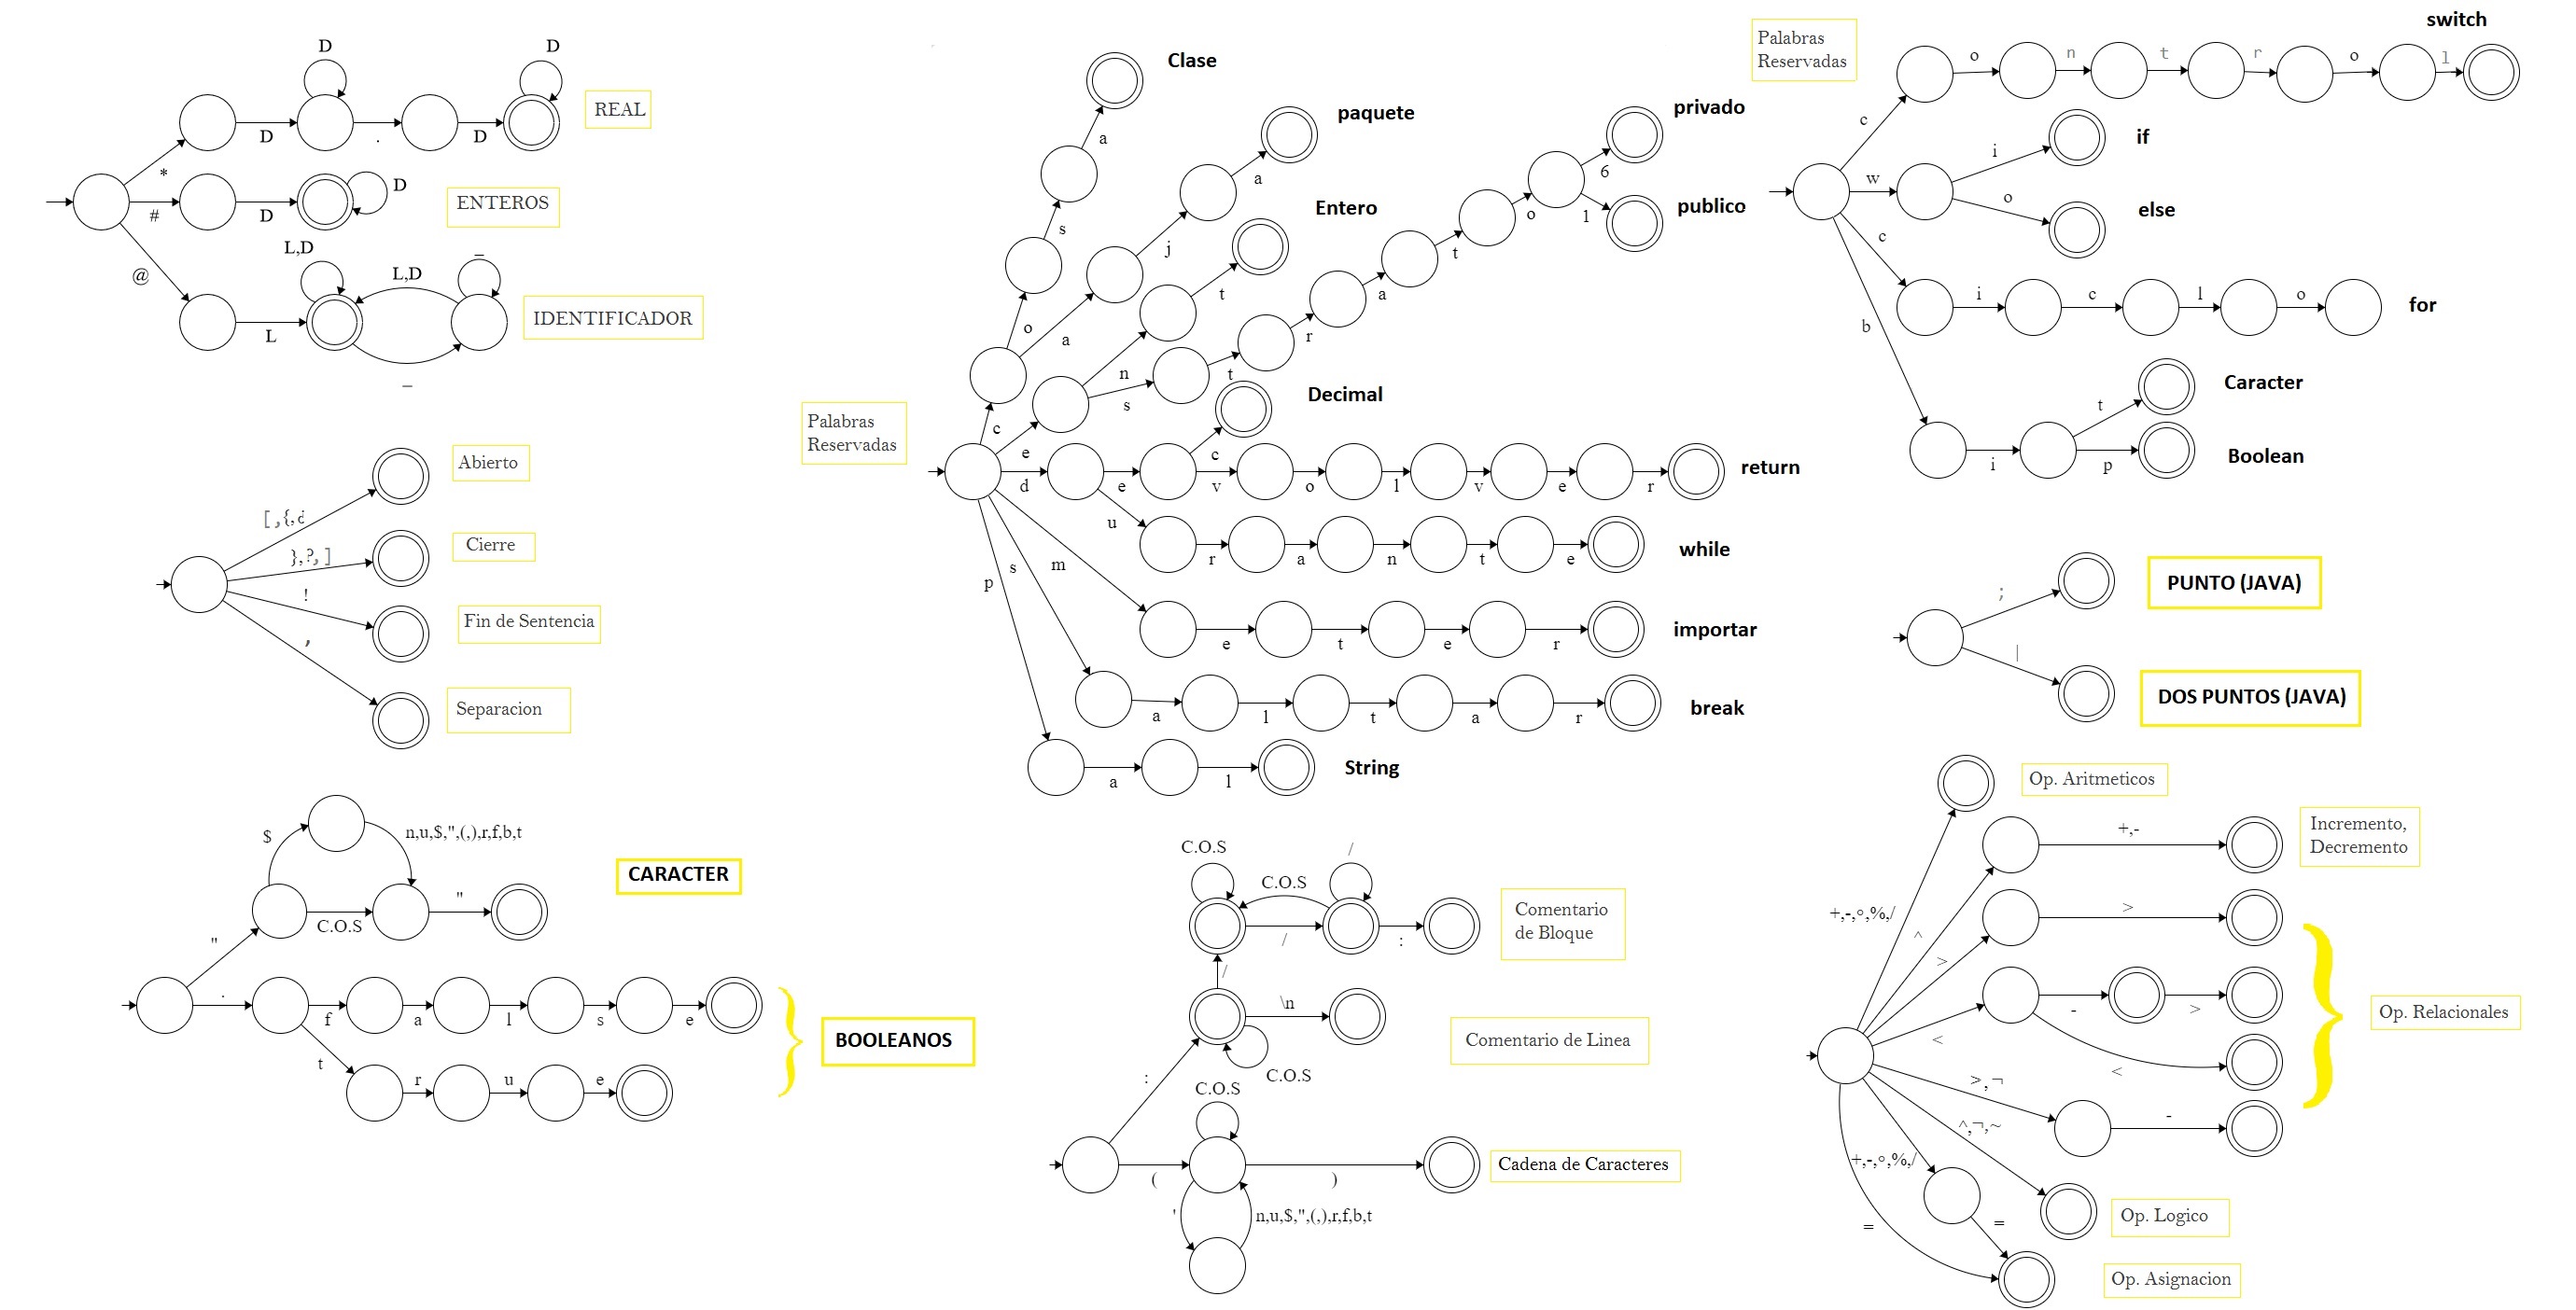 D
D
REAL
D
.
D
*
#
D
D
ENTEROS
@
L,D
L,D
_
L
_
IDENTIFICADOR
Abierto
[ ,{,¿
Cierre
},?, ]
!
Fin de Sentencia
,
Separacion
$
n,u,$,",(,),r,f,b,t
C.O.S
"
"
CARACTER
.
f
a
l
s
e
t
r
u
e
BOOLEANOS
Palabras
Reservadas
Clase
a
s
o
c
paquete
a
j
a
Entero
t
n
privado
6
publico
l
o
t
a
r
t
s
Decimal
c
e
d
e
v
o
l
v
e
r
return
u
r
a
n
t
e
while
m
e
t
e
r
importar
s
a
l
t
a
r
break
p
a
l
String
C.O.S
/
C.O.S
/
:
Comentario
de Bloque
/
\n
C.O.S
Comentario de Linea
:
C.O.S
(
)
Cadena de Caracteres
'
n,u,$,",(,),r,f,b,t
Palabras
Reservadas
switch
c
o
n
t
r
o
l
w
i
if
o
else
c
i
c
l
o
for
b
i
t
Caracter
p
Boolean
;
PUNTO (JAVA)
|
DOS PUNTOS (JAVA)
Op. Aritmeticos
+,-,∘,%,/
^
+,-
Incremento,
Decremento
>
>
<
-
>
<
>,¬
-
Op. Relacionales
^,¬,~
Op. Logico
+,-,∘,%,/
=
=
Op. Asignacion